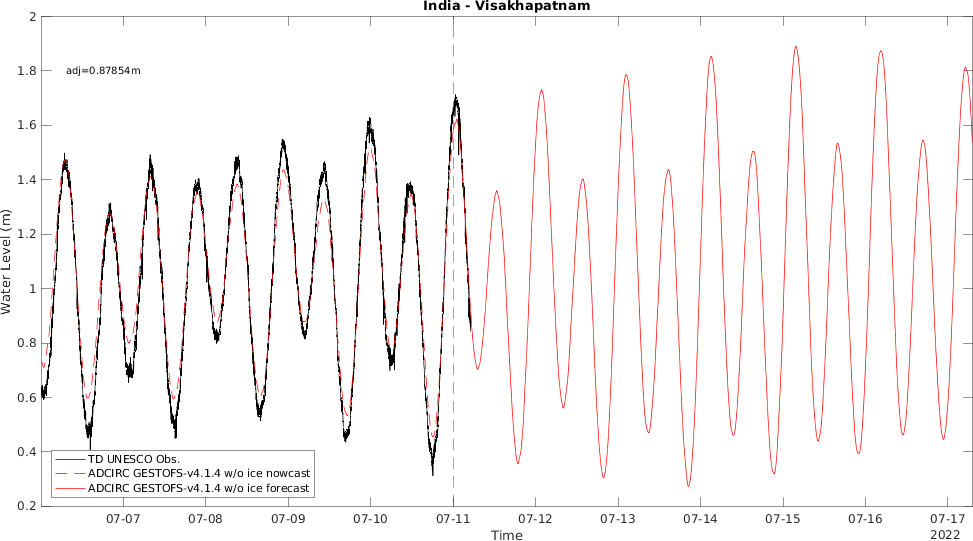 India - Visakhapatnam
2
1.8
1.6
1.4
1.2
1
0.8
0.6
0.4
0.2
Water Level (m)
adj=0.87854m
TD UNESCO Obs.
ADCIRC GESTOFS-v4.1.4 w/o ice nowcast
ADCIRC GESTOFS-v4.1.4 w/o ice forecast
07-07 07-08 07-09 07-10 07-11 07-12 07-13 07-14 07-15 07-16 07-17
Time
2022